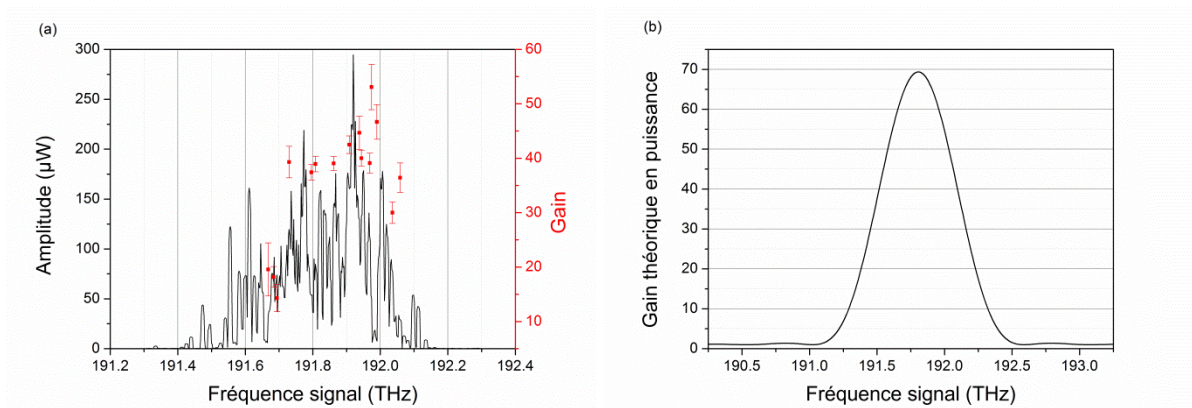 (a)
300
250
200
150
100
50
0
Amplitude (µW)
60
50
40
30
20
10
5
Gain
191.2 191.4 191.6 191.8 192.0 192.2 192.4
Fréquence signal (THz)
(b)
70
60
50
40
30
20
10
0
Gain théorique en puissance
190.5 191.0 191.5 192.0 192.5 193.0
Fréquence signal (THz)